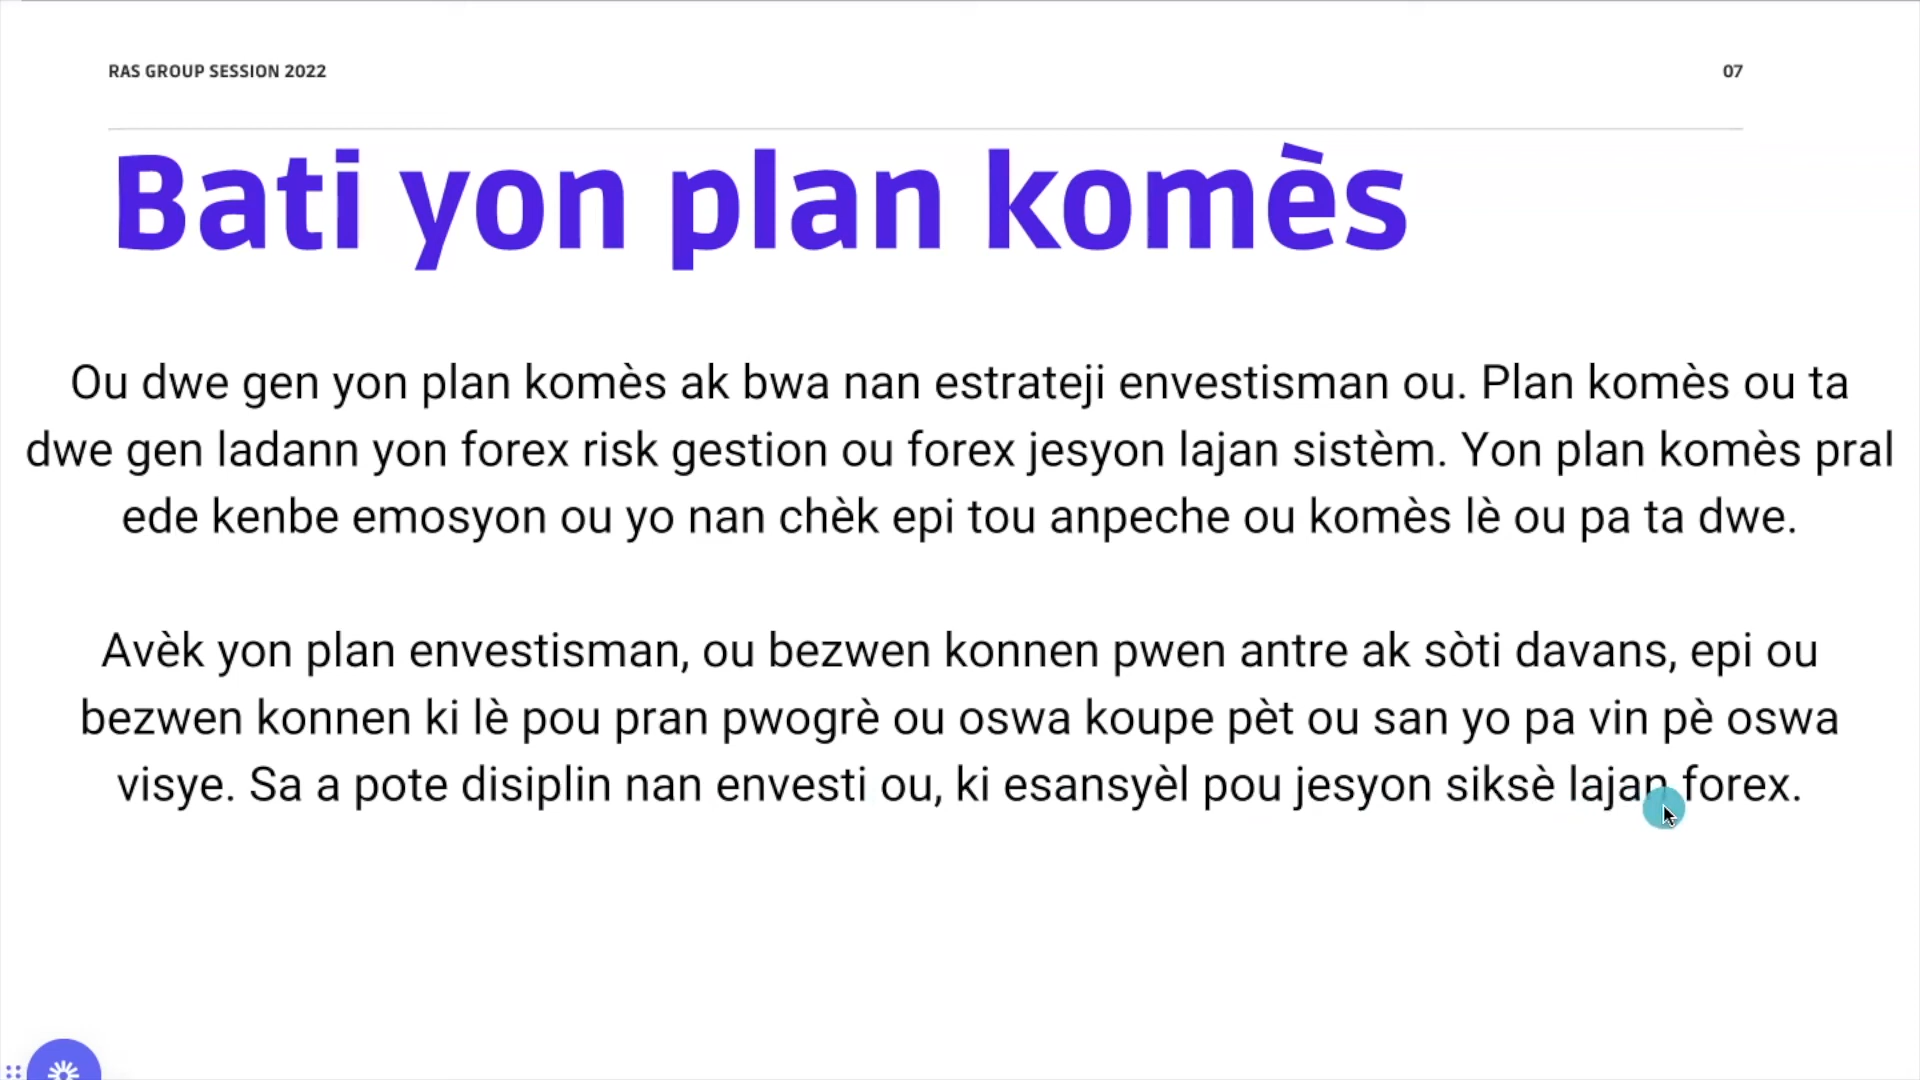 RAS GROUP SESSION 2022
07
Bati yon plan komès
Ou dwe gen yon plan komès ak bwa nan estrateji envestisman ou. Plan komès ou ta
dwe gen ladann yon forex risk gestion ou forex jesyon lajan sistèm. Yon plan komès pral
ede kenbe emosyon ou yo nan chèk epi tou anpeche ou komès lè ou pa ta dwe.
Avèk yon plan envestisman, ou bezwen konnen pwen antre ak sòti davans, epi ou
bezwen konnen ki lè pou pran pwogrè ou oswa koupe pèt ou san yo pa vin pè oswa
visye. Sa a pote disiplin nan envesti ou, ki esansyèl pou jesyon siksè lajan forex.